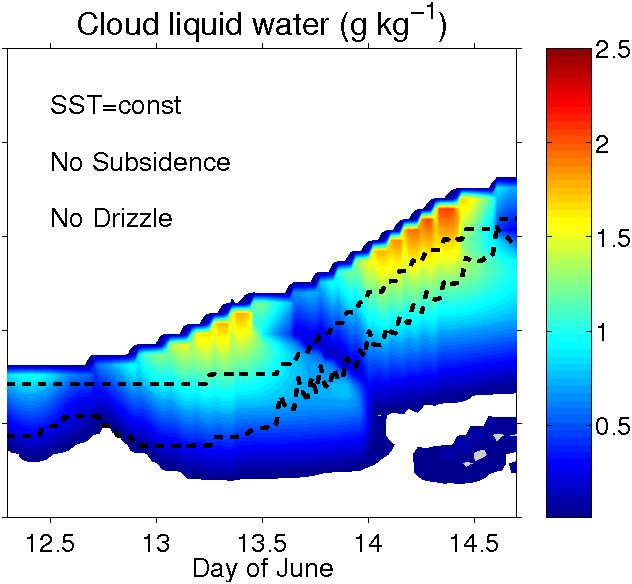 Cloud liquid water (g kg⁻¹)
SST=const
No Subsidence
No Drizzle
2.5
2
1.5
1
0.5
12.5 13 13.5 14 14.5
Day of June